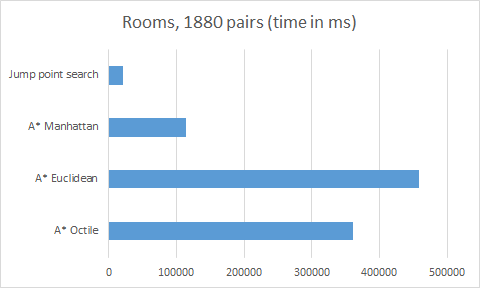 Rooms, 1880 pairs (time in ms)
Jump point search
A* Manhattan
A* Euclidean
A* Octile
0 100000 200000 300000 400000 500000